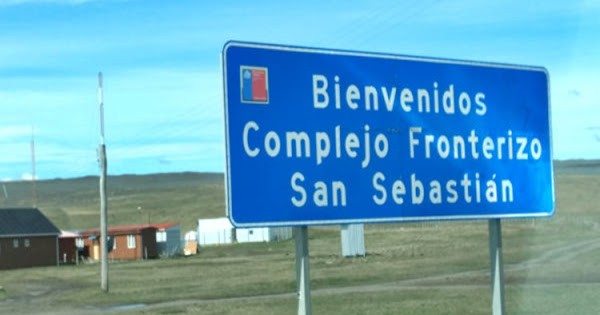 Bienvenidos
Complejo Fronterizo
San Sebastián